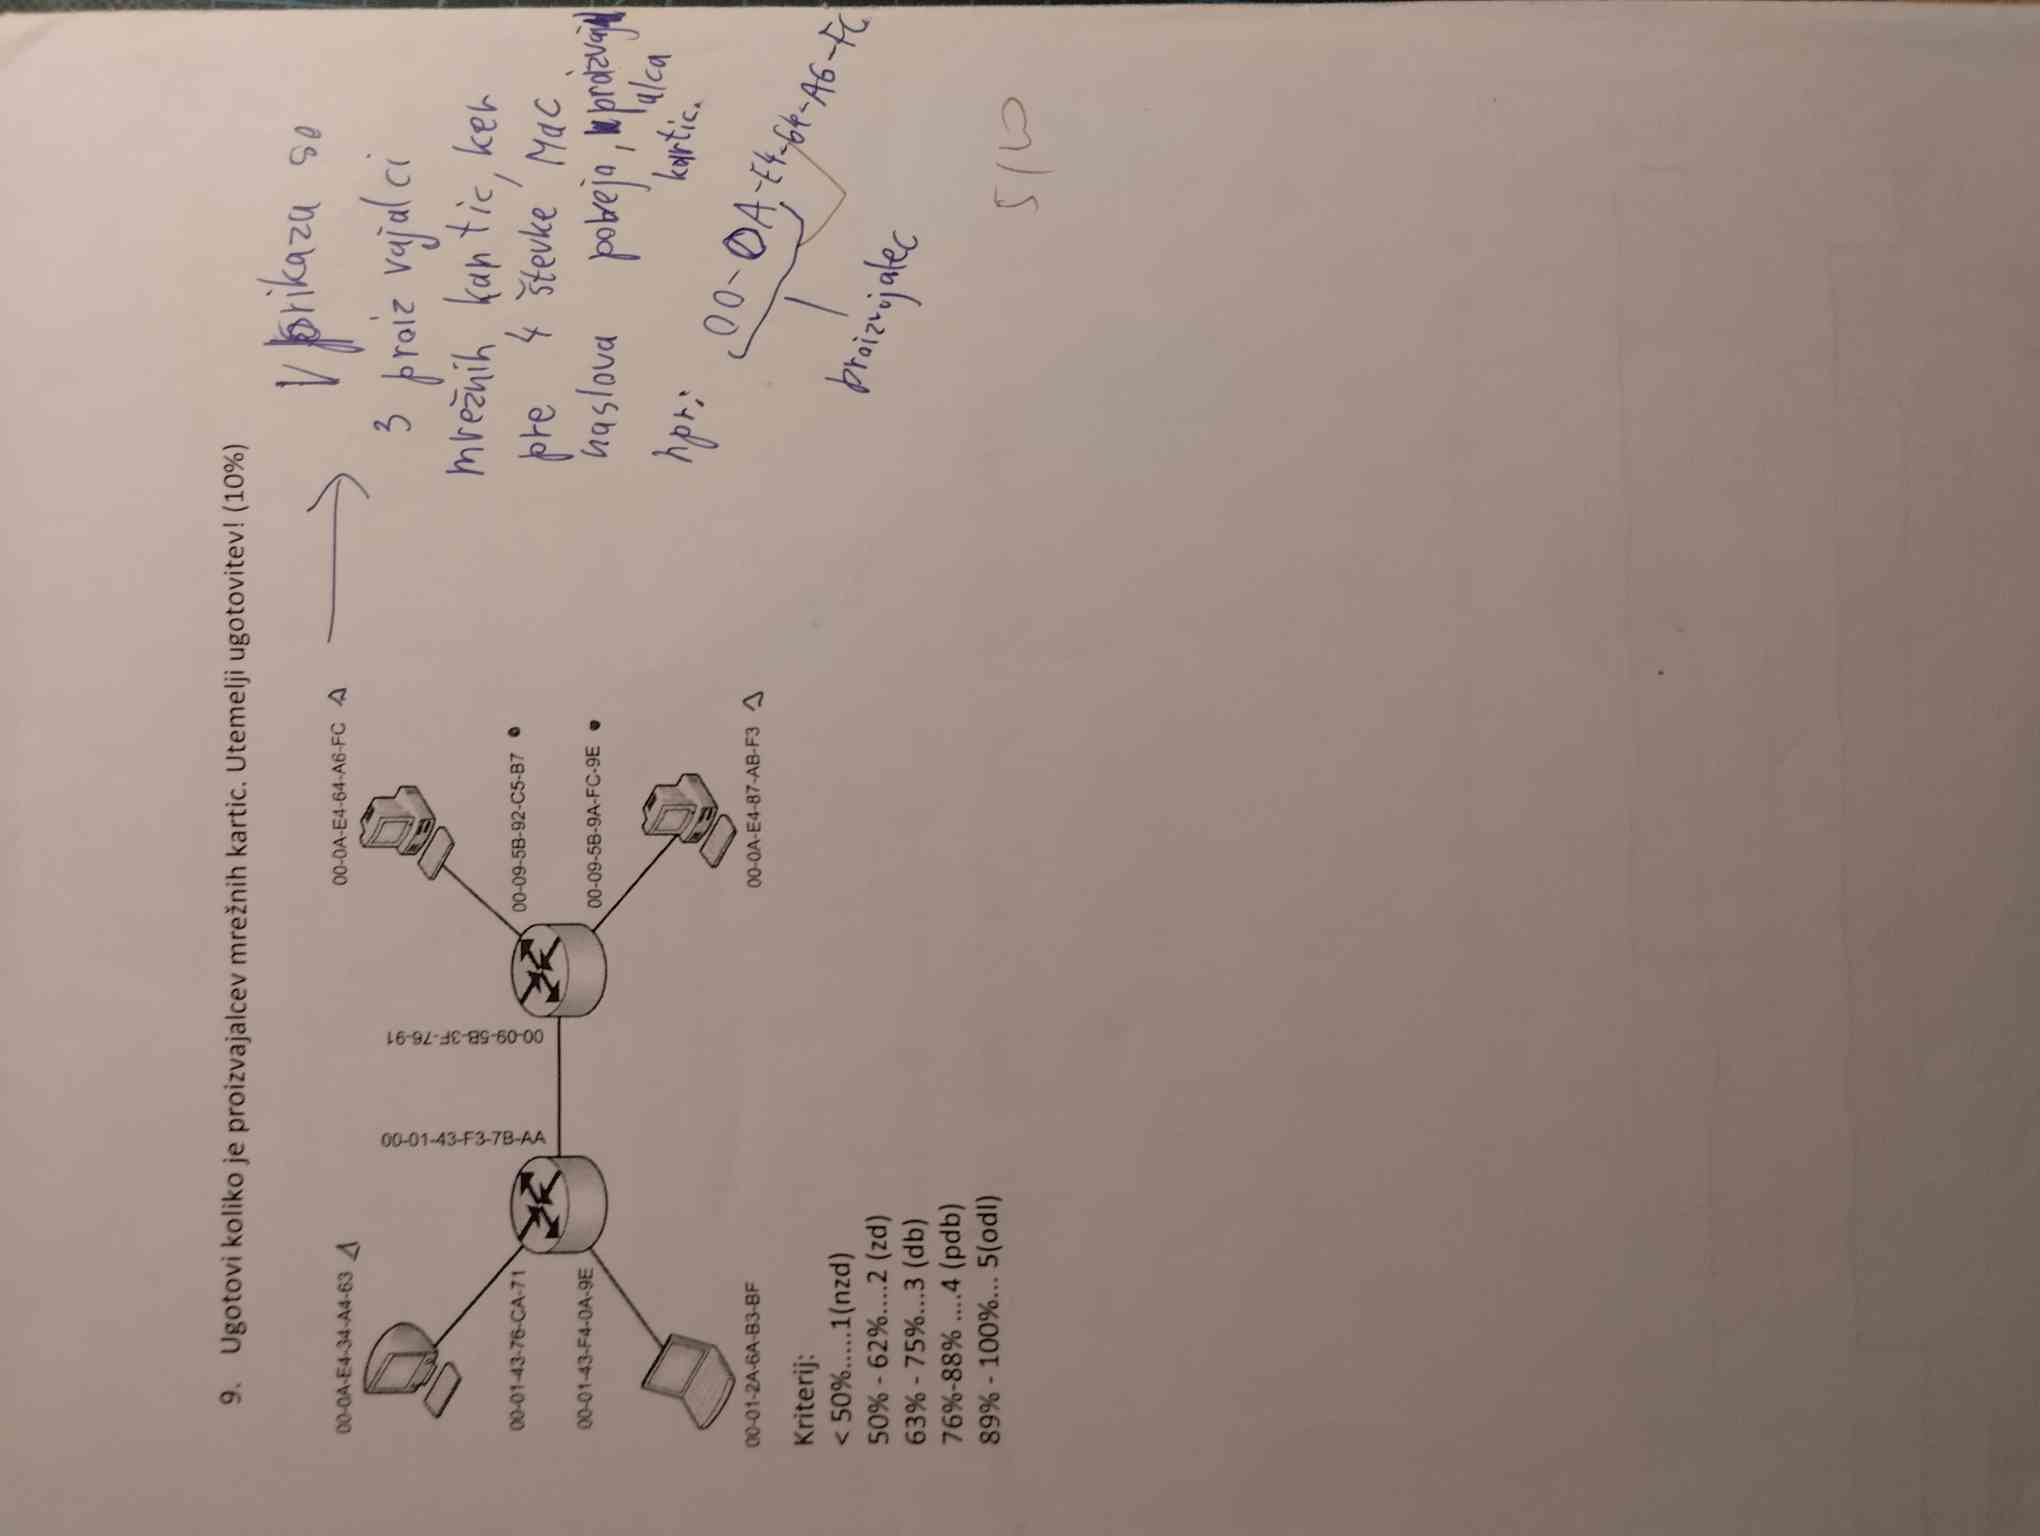 9. Ugotovi koliko je proizvajalcev mrežnih kartic. Utemelji ugotovitev! (10%)
00-0A-E4-34-A4-63
00-0A-E4-64-A6-FC
00-01-43-F3-7B-AA
00-09-5B-3F-76-91
00-01-43-76-CA-71
00-09-5B-92-C5-B7
00-01-43-F4-0A-9E
00-09-5B-9A-FC-9E
00-01-2A-6A-B3-BF
00-0A-E4-87-AB-F3
Kriterij:
< 50%.....1(nzd)
50% - 62%....2 (zd)
63% - 75%...3 (db)
76%-88% ....4 (pdb)
89% - 100%... 5(odl)
V prikazu so
3 proizvajalci
mrežnih kartic, ker
pre 4 števke Mac
naslova poveja, proizvaj
alca
kartic.
npr:
00-0A-E4-64-A6-FC
proizvajalec
5/10